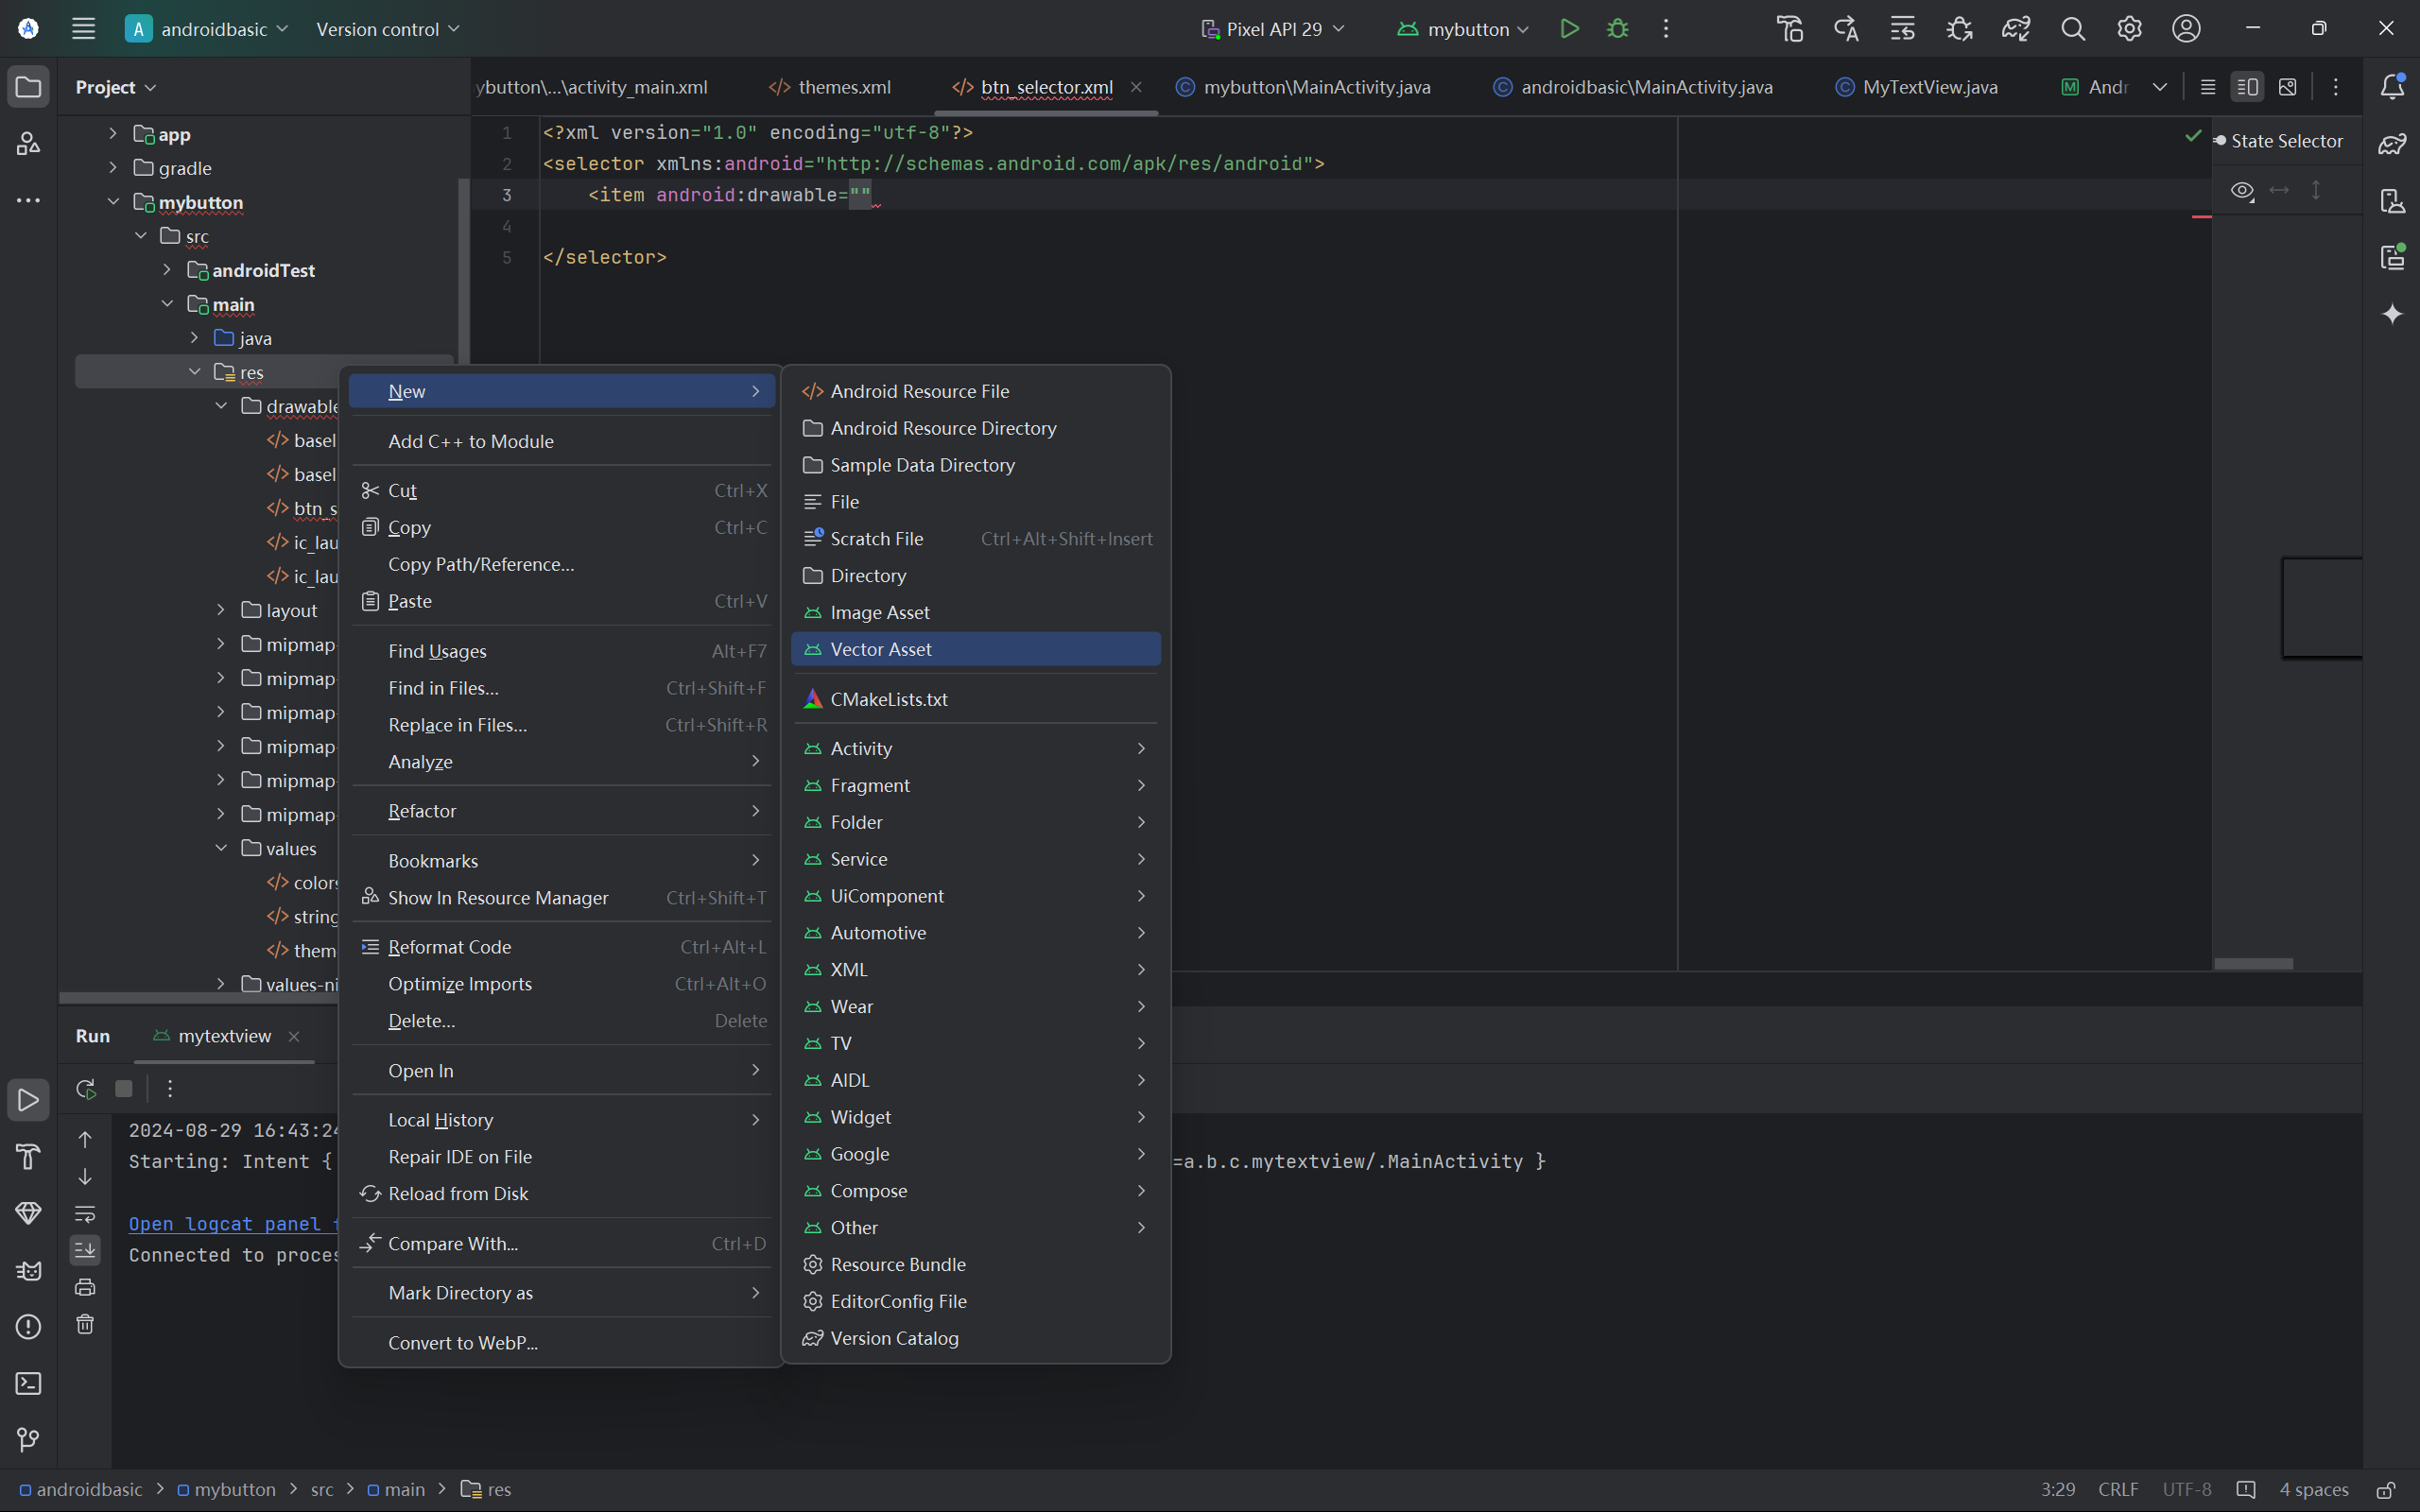 A androidbasic
Version control
Pixel API 29
mybutton
Project
ybutton\...\activity_main.xml
themes.xml
btn_selector.xml
mybutton\MainActivity.java
androidbasic\MainActivity.java
MyTextView.java
Andr
app
gradle
mybutton
src
androidTest
main
java
res
drawable
basel
basel
btn_s
ic_lau
ic_lau
layout
mipmap-
mipmap-
mipmap-
mipmap-
mipmap-
mipmap-
values
colors
string
them
values-ni
1 <?xml version="1.0" encoding="utf-8"?>
2 <selector xmlns:android="http://schemas.android.com/apk/res/android">
3 <item android:drawable=""
4
5 </selector>
State Selector
New
Add C++ to Module
Cut Ctrl+X
Copy Ctrl+C
Copy Path/Reference...
Paste Ctrl+V
Find Usages Alt+F7
Find in Files... Ctrl+Shift+F
Replace in Files... Ctrl+Shift+R
Analyze
Refactor
Bookmarks
Show In Resource Manager Ctrl+Shift+T
Reformat Code Ctrl+Alt+L
Optimize Imports Ctrl+Alt+O
Delete... Delete
Open In
Local History
Repair IDE on File
Reload from Disk
Compare With... Ctrl+D
Mark Directory as
Convert to WebP...
Android Resource File
Android Resource Directory
Sample Data Directory
File
Scratch File Ctrl+Alt+Shift+Insert
Directory
Image Asset
Vector Asset
CMakeLists.txt
Activity
Fragment
Folder
Service
UiComponent
Automotive
XML
Wear
TV
AIDL
Widget
Google
Compose
Other
Resource Bundle
EditorConfig File
Version Catalog
Run
mytextview
2024-08-29 16:43:24
Starting: Intent { =a.b.c.mytextview/.MainActivity }
Open logcat panel f
Connected to proces
androidbasic > mybutton > src > main > res
3:29 CRLF UTF-8 4 spaces